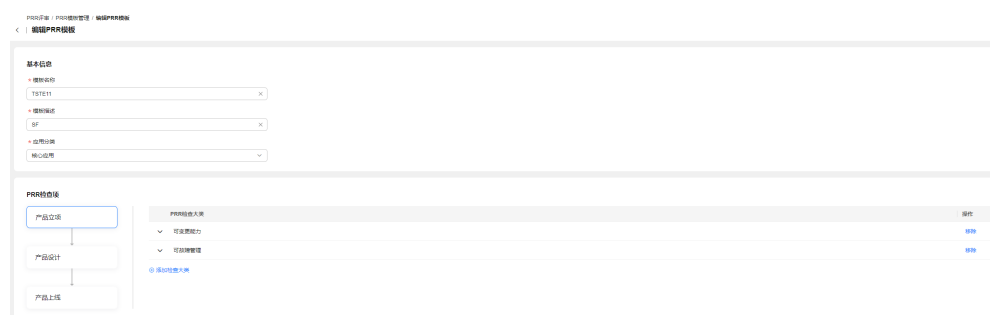 PRR评审 / PRR模板管理 / 编辑PRR模板
编辑PRR模板
基本信息
* 模板名称
TSTE11
* 模板描述
SF
* 应用分类
核心应用
PRR检查项
产品立项
产品设计
产品上线
PRR检查大类 操作
可变更能力 移除
可故障管理 移除
添加检查大类